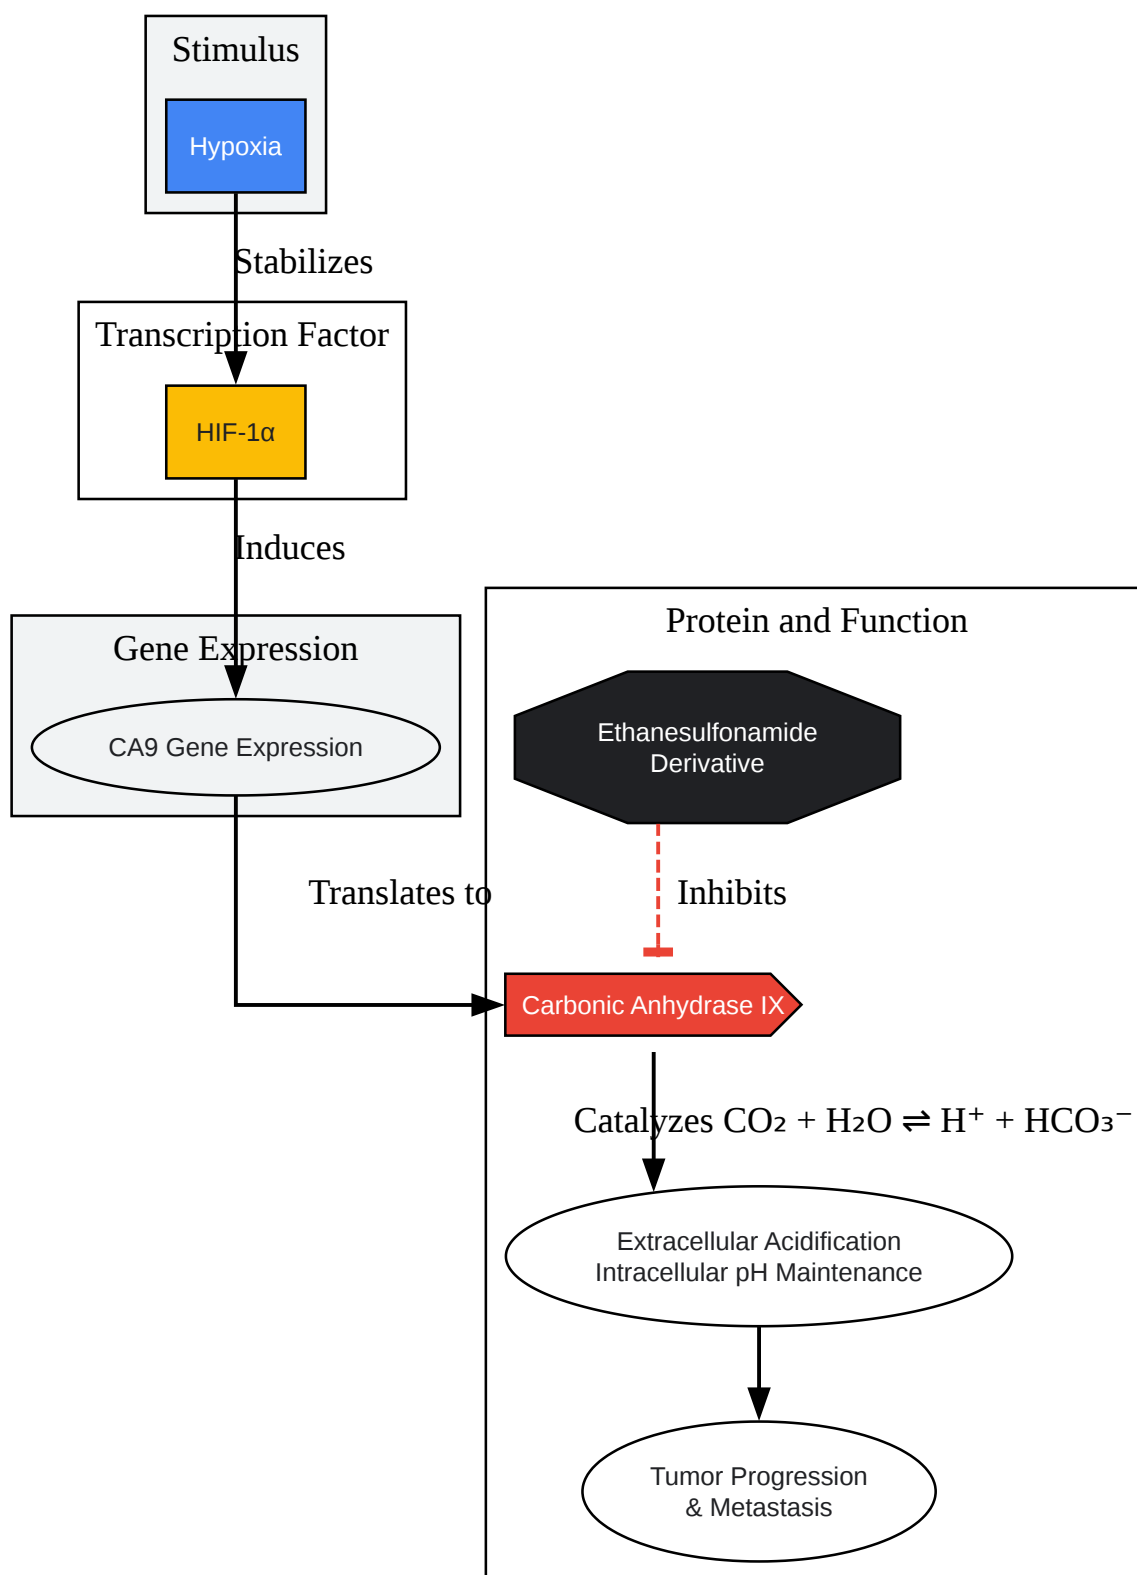 Stimulus
Hypoxia
Stabilizes
Transcription Factor
HIF-1α
Induces
Gene Expression
CA9 Gene Expression
Protein and Function
Ethanesulfonamide
Derivative
Translates to
Inhibits
Carbonic Anhydrase IX
Catalyzes CO₂ + H₂O ⇌ H⁺ + HCO₃⁻
Extracellular Acidification
Intracellular pH Maintenance
Tumor Progression
& Metastasis